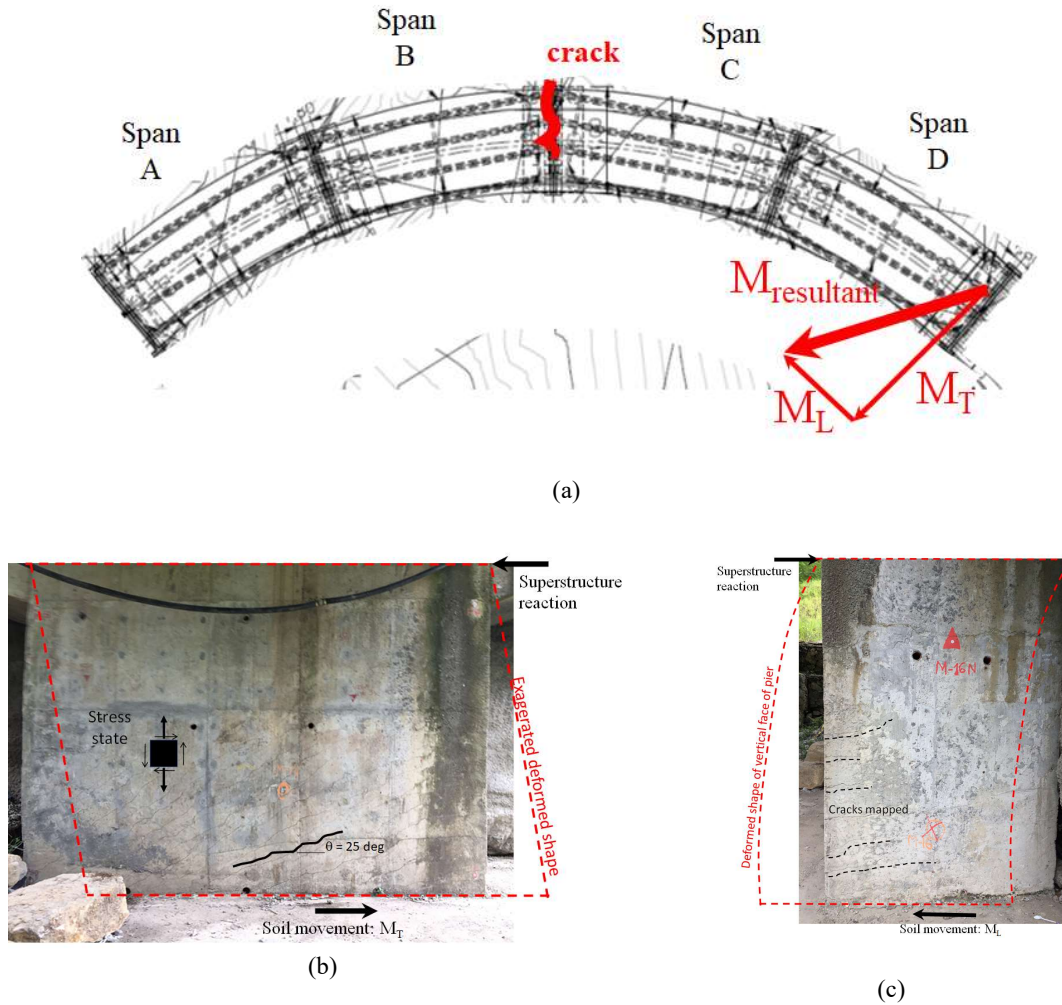 Span
B
Span
C
crack
Span
A
Span
D
M resultant
M L
M T
(a)
Superstructure
reaction
Stress
state
Exagerated deformed shape
θ = 25 deg
Soil movement: M T
(b)
Superstructure
reaction
M-16N
Deformed shape of vertical face of pier
Cracks mapped
Soil movement: M L
(c)